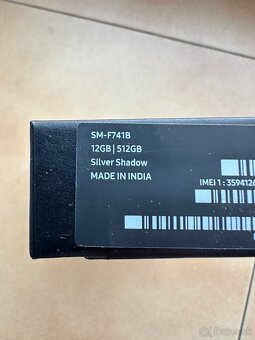 SM-F741B
12GB | 512GB
Silver Shadow
MADE IN INDIA
IMEI 1 : 3594126